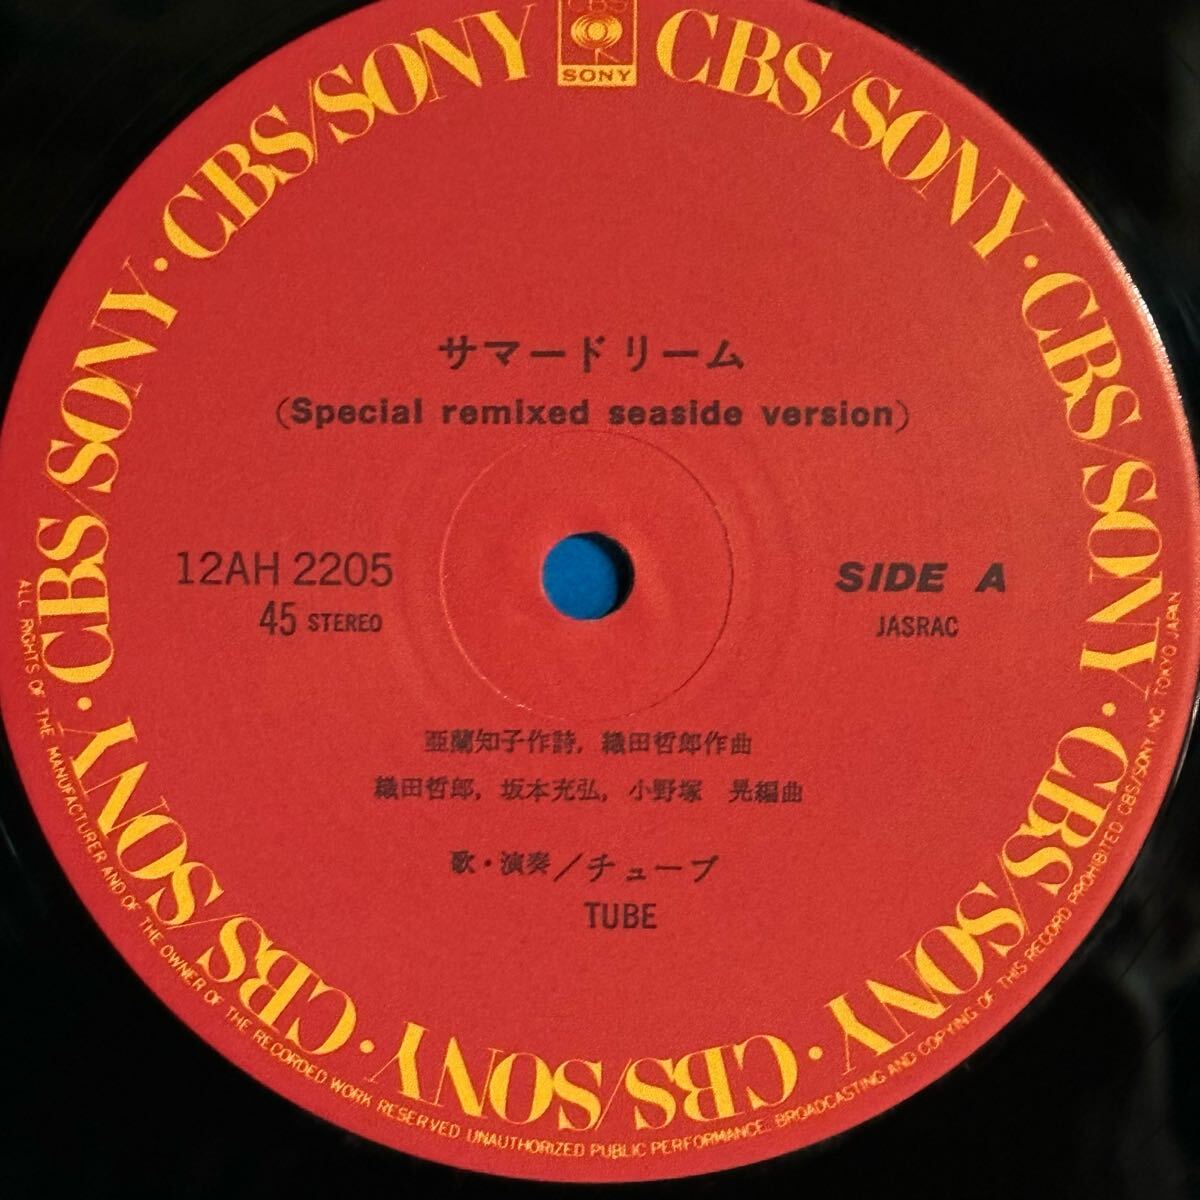 CBS
SONY
CBS/SONY · CBS/SONY · CBS/SONY · CBS/SONY · CBS/SONY · CBS/SONY · CBS/SONY · CBS/SONY
サマードリーム
(Special remixed seaside version)
12AH 2205
45 STEREO
SIDE A
JASRAC
亜蘭知子作詩, 織田哲郎作曲
織田哲郎, 坂本充弘, 小野塚 晃編曲
歌・演奏/チューブ
TUBE
ALL RIGHTS OF THE MANUFACTURER AND OF THE OWNER OF THE RECORDED WORK RESERVED UNAUTHORIZED PUBLIC PERFORMANCE, BROADCASTING AND COPYING OF THIS RECORD PROHIBITED CBS/SONY INC. TOKYO JAPAN